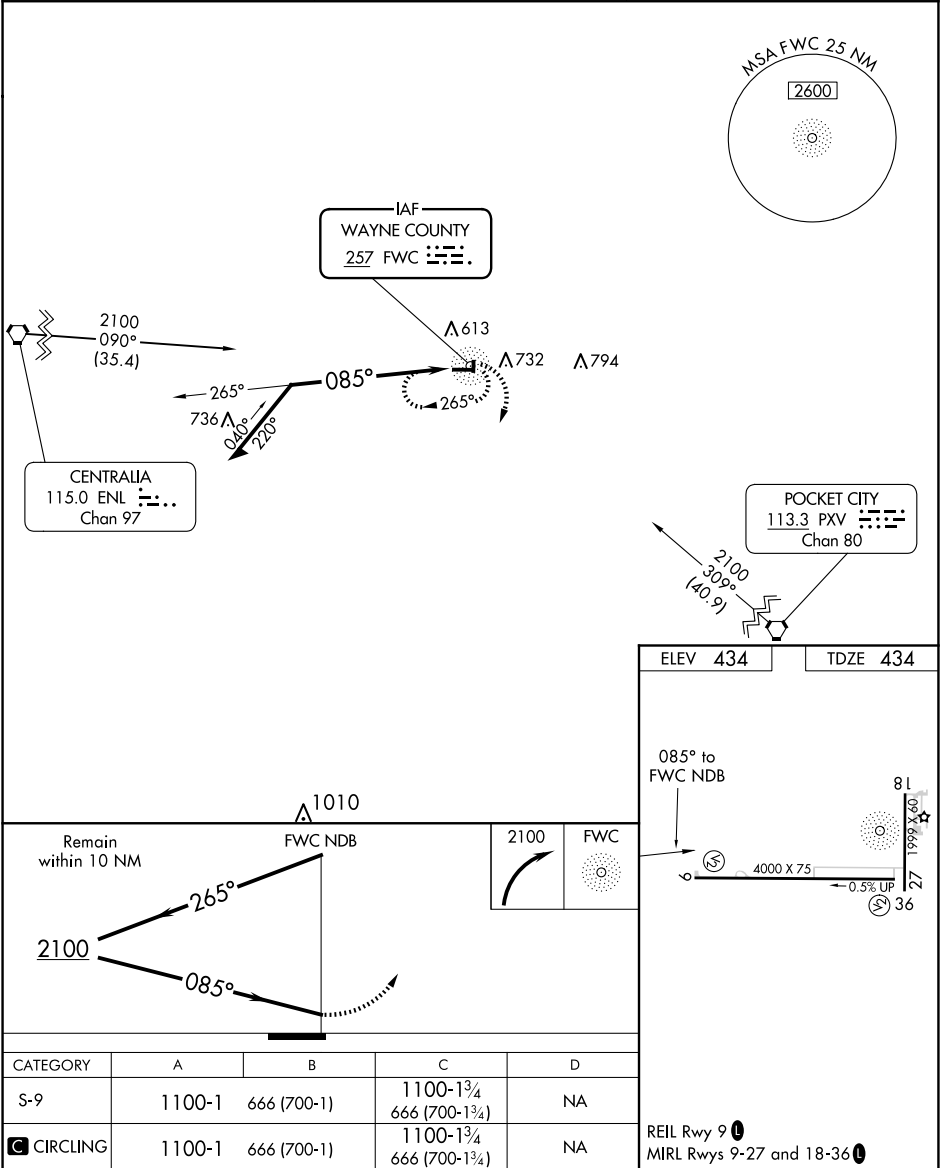 MSA FWC 25 NM
2600
IAF
WAYNE COUNTY
257 FWC
2100
090°
(35.4)
613
732
794
265°
085°
265°
736
040°
220°
CENTRALIA
115.0 ENL
Chan 97
POCKET CITY
113.3 PXV
Chan 80
2100
309°
(40.9)
1010
ELEV 434
TDZE 434
085° to
FWC NDB
18
1999 X 60
4000 X 75
9
V2
0.5% UP
27
V2
36
REIL Rwy 9 L
MIRL Rwys 9-27 and 18-36 L
Remain
within 10 NM
FWC NDB
2100
FWC
265°
2100
085°
CATEGORY A B C D
S-9 1100-1 666 (700-1) 1100-1¾ NA
666 (700-1¾)
C CIRCLING 1100-1 666 (700-1) 1100-1¾ NA
666 (700-1¾)